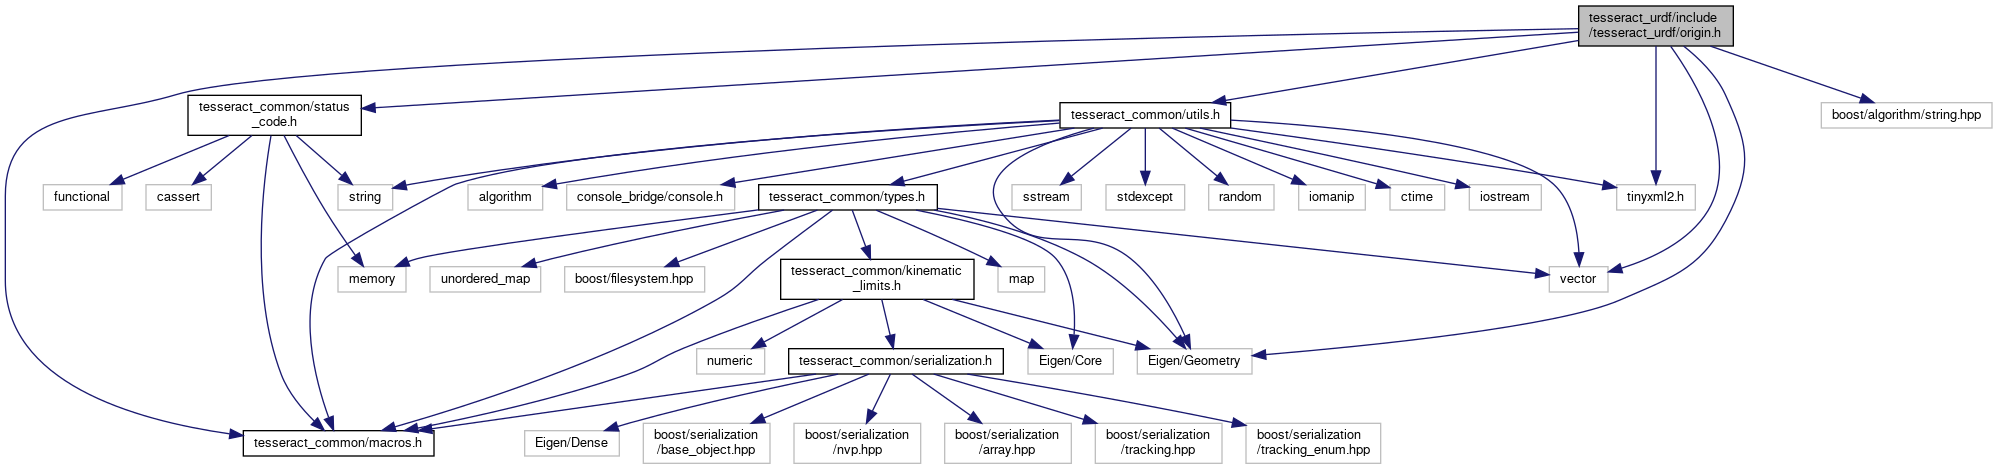 tesseract_urdf/include
/tesseract_urdf/origin.h
tesseract_common/status
_code.h
tesseract_common/utils.h
boost/algorithm/string.hpp
functional
cassert
string
algorithm
console_bridge/console.h
tesseract_common/types.h
sstream
stdexcept
random
iomanip
ctime
iostream
tinyxml2.h
memory
unordered_map
boost/filesystem.hpp
tesseract_common/kinematic
_limits.h
map
vector
numeric
tesseract_common/serialization.h
Eigen/Core
Eigen/Geometry
tesseract_common/macros.h
Eigen/Dense
boost/serialization
/base_object.hpp
boost/serialization
/nvp.hpp
boost/serialization
/array.hpp
boost/serialization
/tracking.hpp
boost/serialization
/tracking_enum.hpp